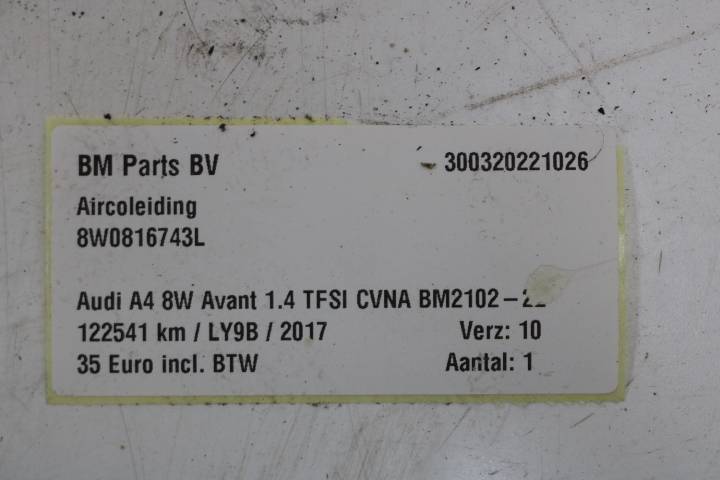 BM Parts BV 300320221026
Aircoleiding
8W0816743L
Audi A4 8W Avant 1.4 TFSI CVNA BM2102-
122541 km / LY9B / 2017 Verz: 10
35 Euro incl. BTW Aantal: 1